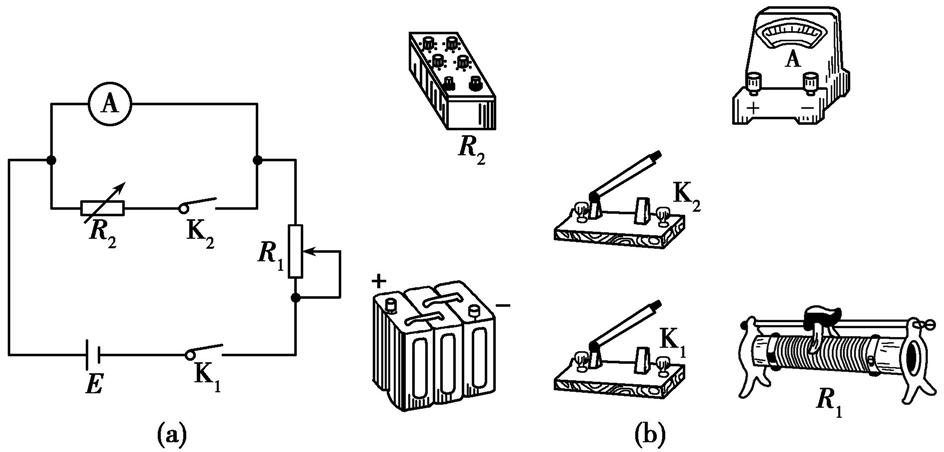 A
R₂
K₂
R₁
E
K₁
(a)
R₂
A
+ −
K₂
+
−
K₁
R₁
(b)